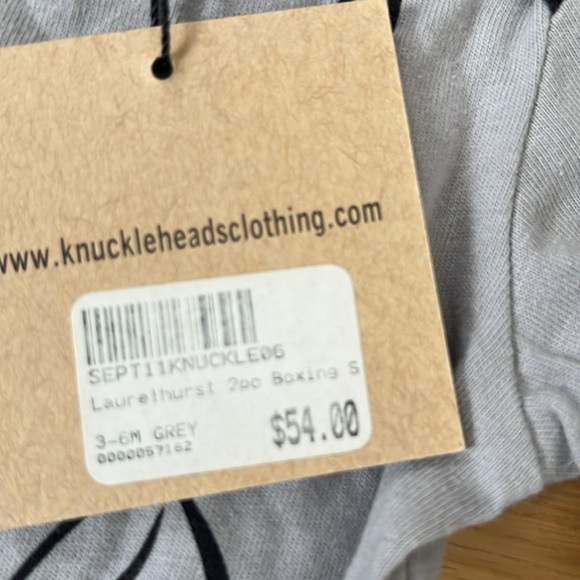 www.knuckleheadsclothing.com
SEPT11KNUCKLE06
Laurelhurst 2pc Boxing S
3-6M GREY
$54.00
0000057162